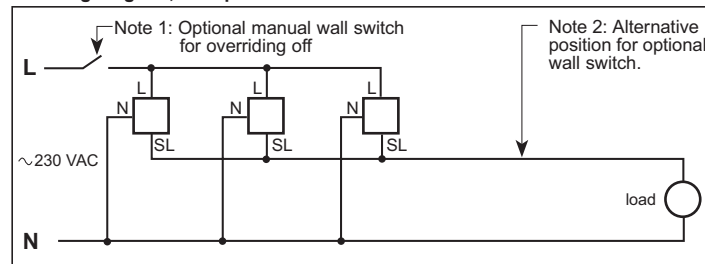 Note 1: Optional manual wall switch
for overriding off
Note 2: Alternative
position for optional
wall switch.
L
L
L
L
N
N
N
SL
SL
SL
~230 VAC
load
N